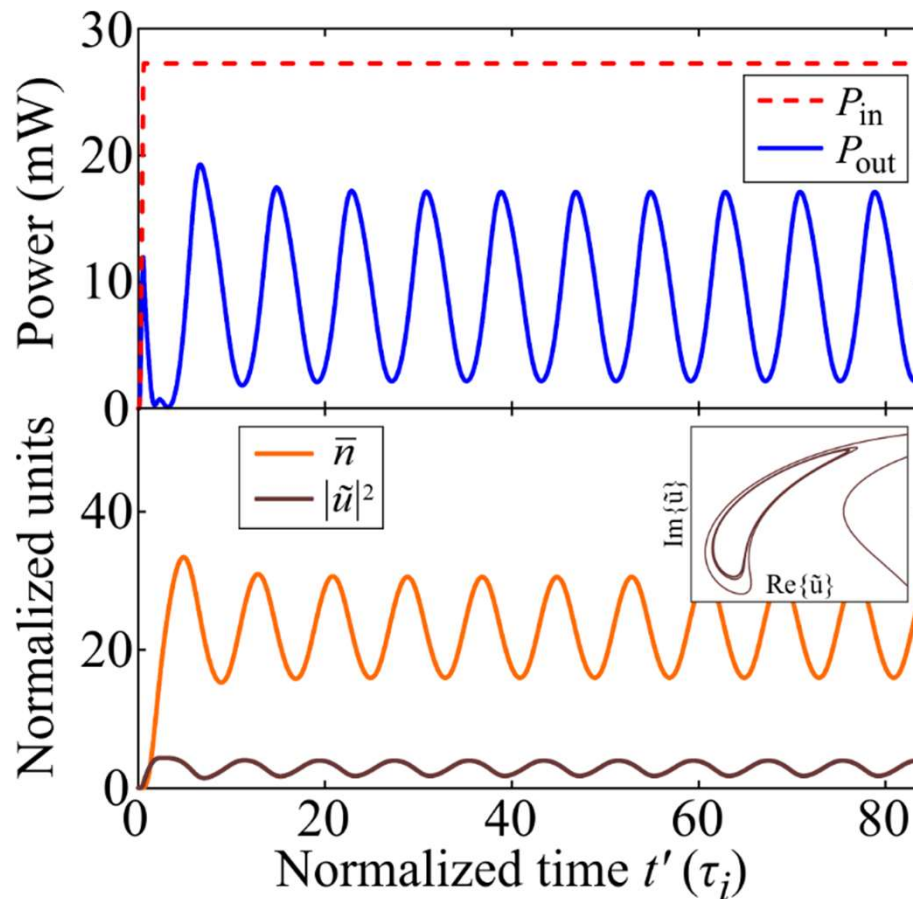 30
20
10
0
Power (mW)
P_in
P_out
40
20
0
Normalized units
n̄
|ũ|²
Im{ũ}
Re{ũ}
0 20 40 60 80
Normalized time t′ (τ_i)